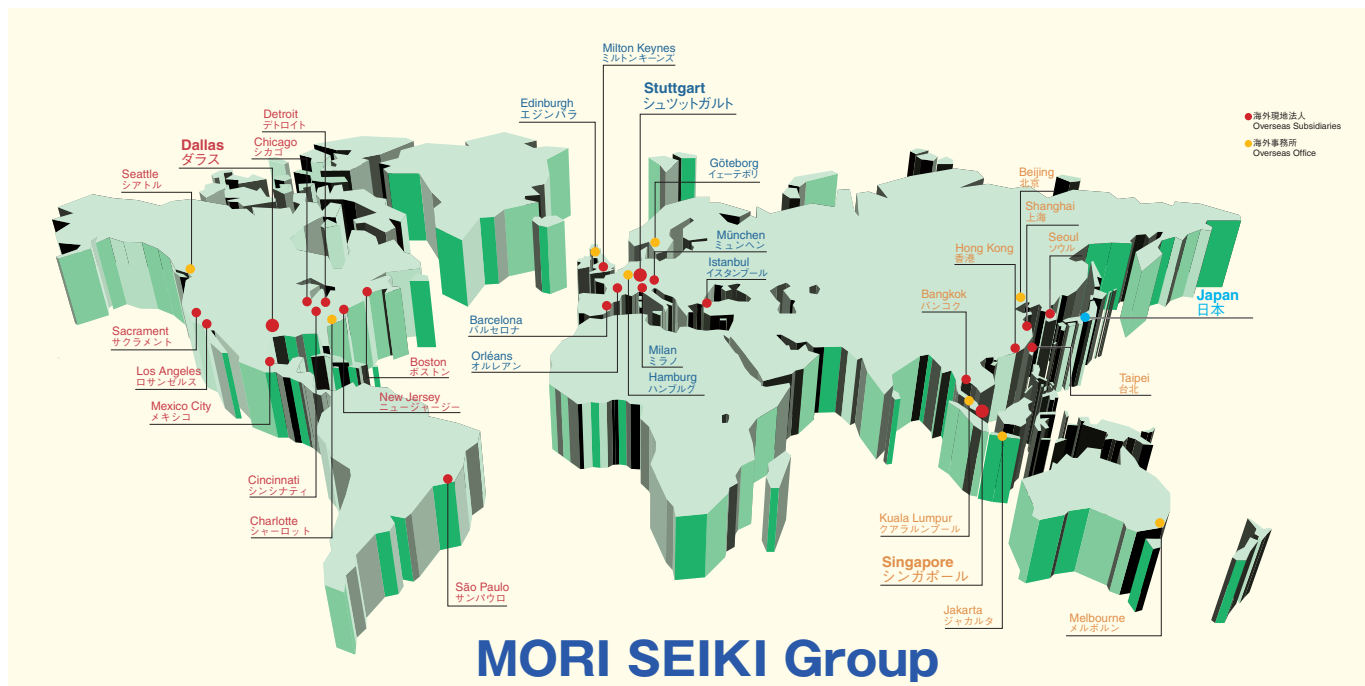 Milton Keynes
ミルトンキーンズ
Stuttgart
シュツットガルト
Edinburgh
エジンバラ
Detroit
デトロイト
Chicago
シカゴ
Dallas
ダラス
Seattle
シアトル
Göteborg
イェーテボリ
München
ミュンヘン
Istanbul
イスタンブール
海外現地法人
Overseas Subsidiaries
海外事務所
Overseas Office
Beijing
北京
Shanghai
上海
Seoul
ソウル
Hong Kong
香港
Bangkok
バンコク
Japan
日本
Sacrament
サクラメント
Los Angeles
ロサンゼルス
Mexico City
メキシコ
Boston
ボストン
New Jersey
ニュージャージー
Barcelona
バルセロナ
Orléans
オルレアン
Milan
ミラノ
Hamburg
ハンブルグ
Taipei
台北
Cincinnati
シンシナティ
Charlotte
シャーロット
São Paulo
サンパウロ
Kuala Lumpur
クアラルンプール
Singapore
シンガポール
Jakarta
ジャカルタ
Melbourne
メルボルン
MORI SEIKI Group